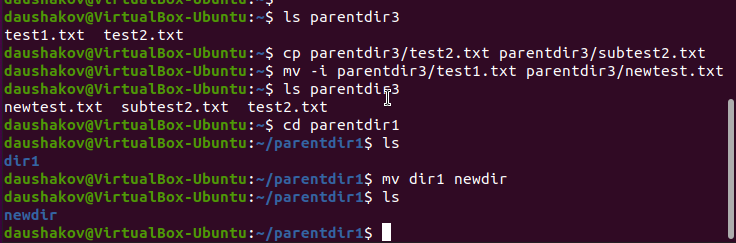 daushakov@VirtualBox-Ubuntu:~$ ls parentdir3
test1.txt  test2.txt
daushakov@VirtualBox-Ubuntu:~$ cp parentdir3/test2.txt parentdir3/subtest2.txt
daushakov@VirtualBox-Ubuntu:~$ mv -i parentdir3/test1.txt parentdir3/newtest.txt
daushakov@VirtualBox-Ubuntu:~$ ls parentdir3
newtest.txt  subtest2.txt  test2.txt
daushakov@VirtualBox-Ubuntu:~$ cd parentdir1
daushakov@VirtualBox-Ubuntu:~/parentdir1$ ls
dir1
daushakov@VirtualBox-Ubuntu:~/parentdir1$ mv dir1 newdir
daushakov@VirtualBox-Ubuntu:~/parentdir1$ ls
newdir
daushakov@VirtualBox-Ubuntu:~/parentdir1$